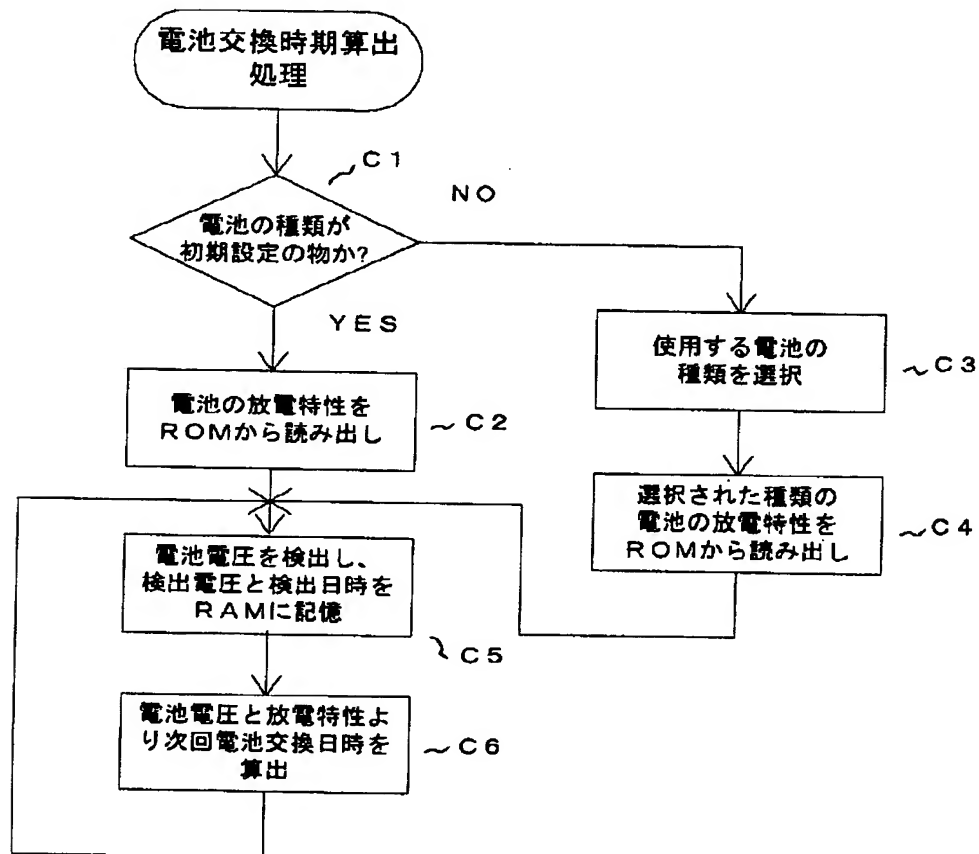 電池交換時期算出
処理
C1
NO
電池の種類が
初期設定の物か?
YES
使用する電池の
種類を選択
C3
電池の放電特性を
ROMから読み出し
C2
選択された種類の
電池の放電特性を
ROMから読み出し
C4
電池電圧を検出し、
検出電圧と検出日時を
RAMに記憶
C5
電池電圧と放電特性よ
り次回電池交換日時を
算出
C6